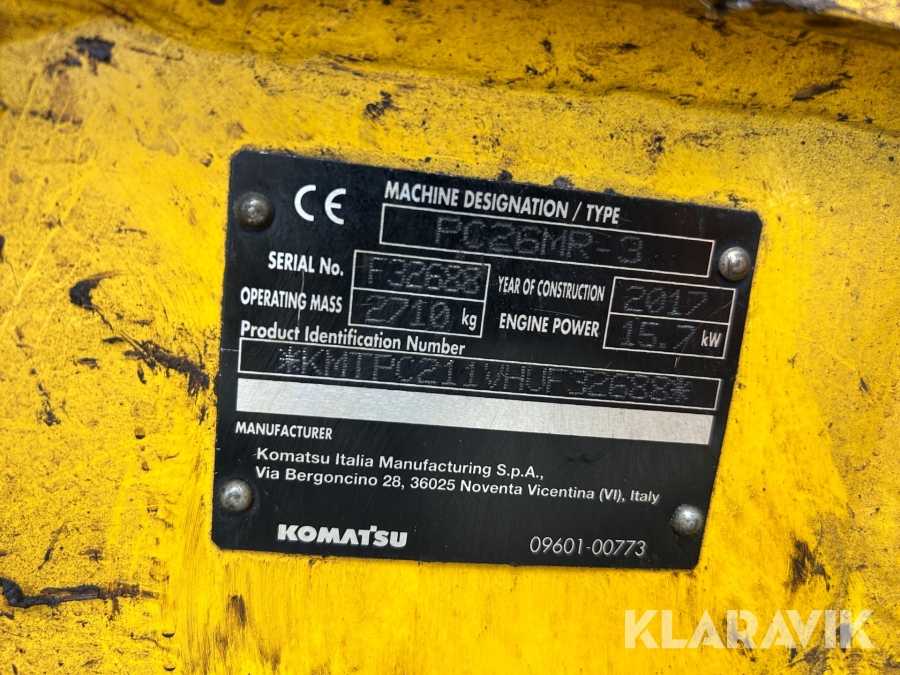 CE
MACHINE DESIGNATION / TYPE
PC26MR-3
SERIAL No. F32688 YEAR OF CONSTRUCTION 2017
OPERATING MASS 2710 kg ENGINE POWER 15.7 kW
Product Identification Number
*KMTPC211VHUF32688*
MANUFACTURER
Komatsu Italia Manufacturing S.p.A.,
Via Bergoncino 28, 36025 Noventa Vicentina (VI), Italy
KOMATSU 09601-00773
KLARAVIK